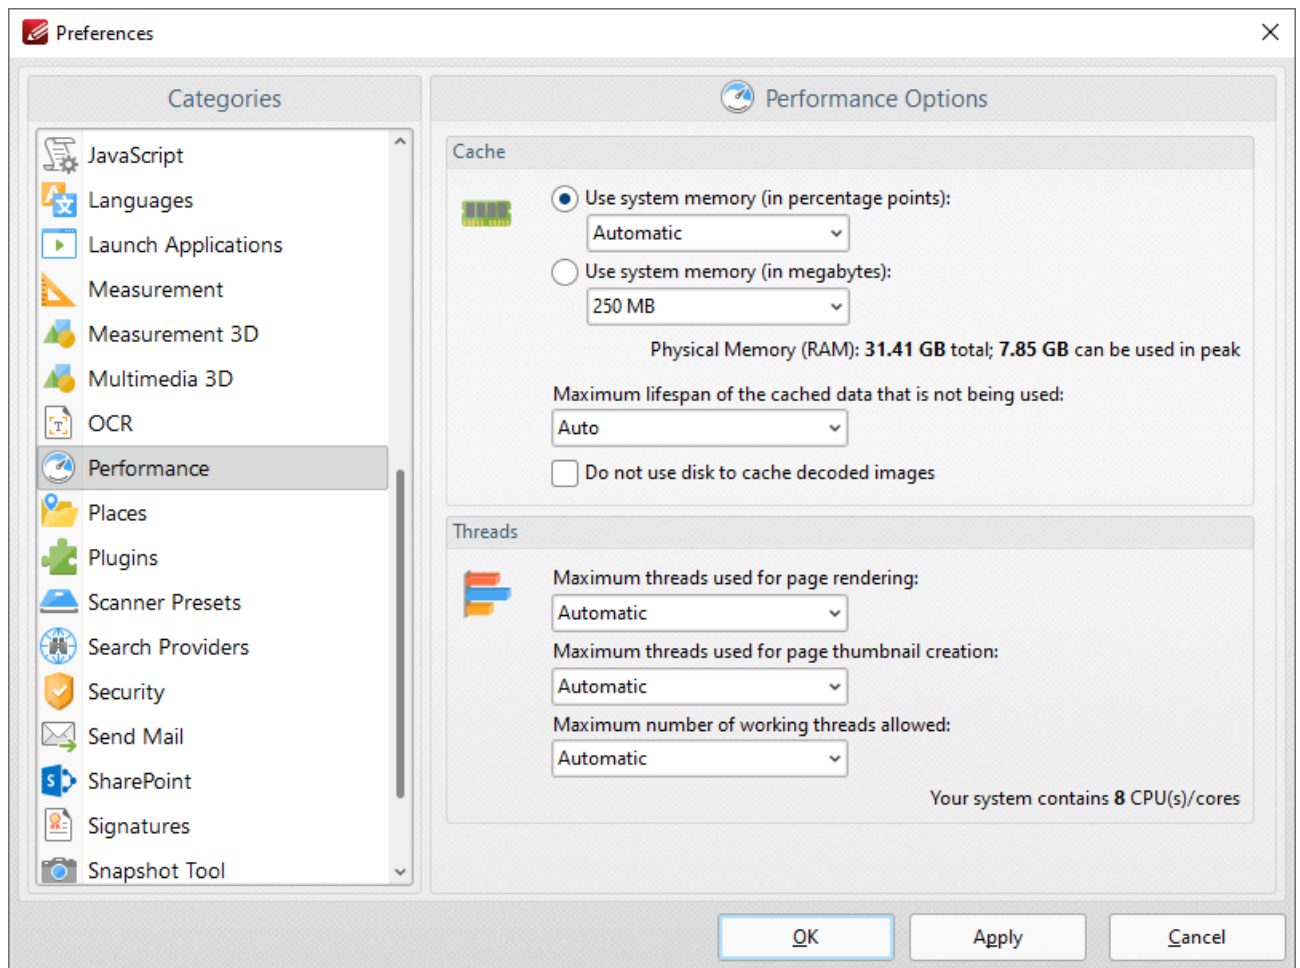 Preferences
Categories
JavaScript
Languages
Launch Applications
Measurement
Measurement 3D
Multimedia 3D
OCR
Performance
Places
Plugins
Scanner Presets
Search Providers
Security
Send Mail
SharePoint
Signatures
Snapshot Tool
Performance Options
Cache
Use system memory (in percentage points):
Automatic
Use system memory (in megabytes):
250 MB
Physical Memory (RAM): 31.41 GB total; 7.85 GB can be used in peak
Maximum lifespan of the cached data that is not being used:
Auto
Do not use disk to cache decoded images
Threads
Maximum threads used for page rendering:
Automatic
Maximum threads used for page thumbnail creation:
Automatic
Maximum number of working threads allowed:
Automatic
Your system contains 8 CPU(s)/cores
OK
Apply
Cancel